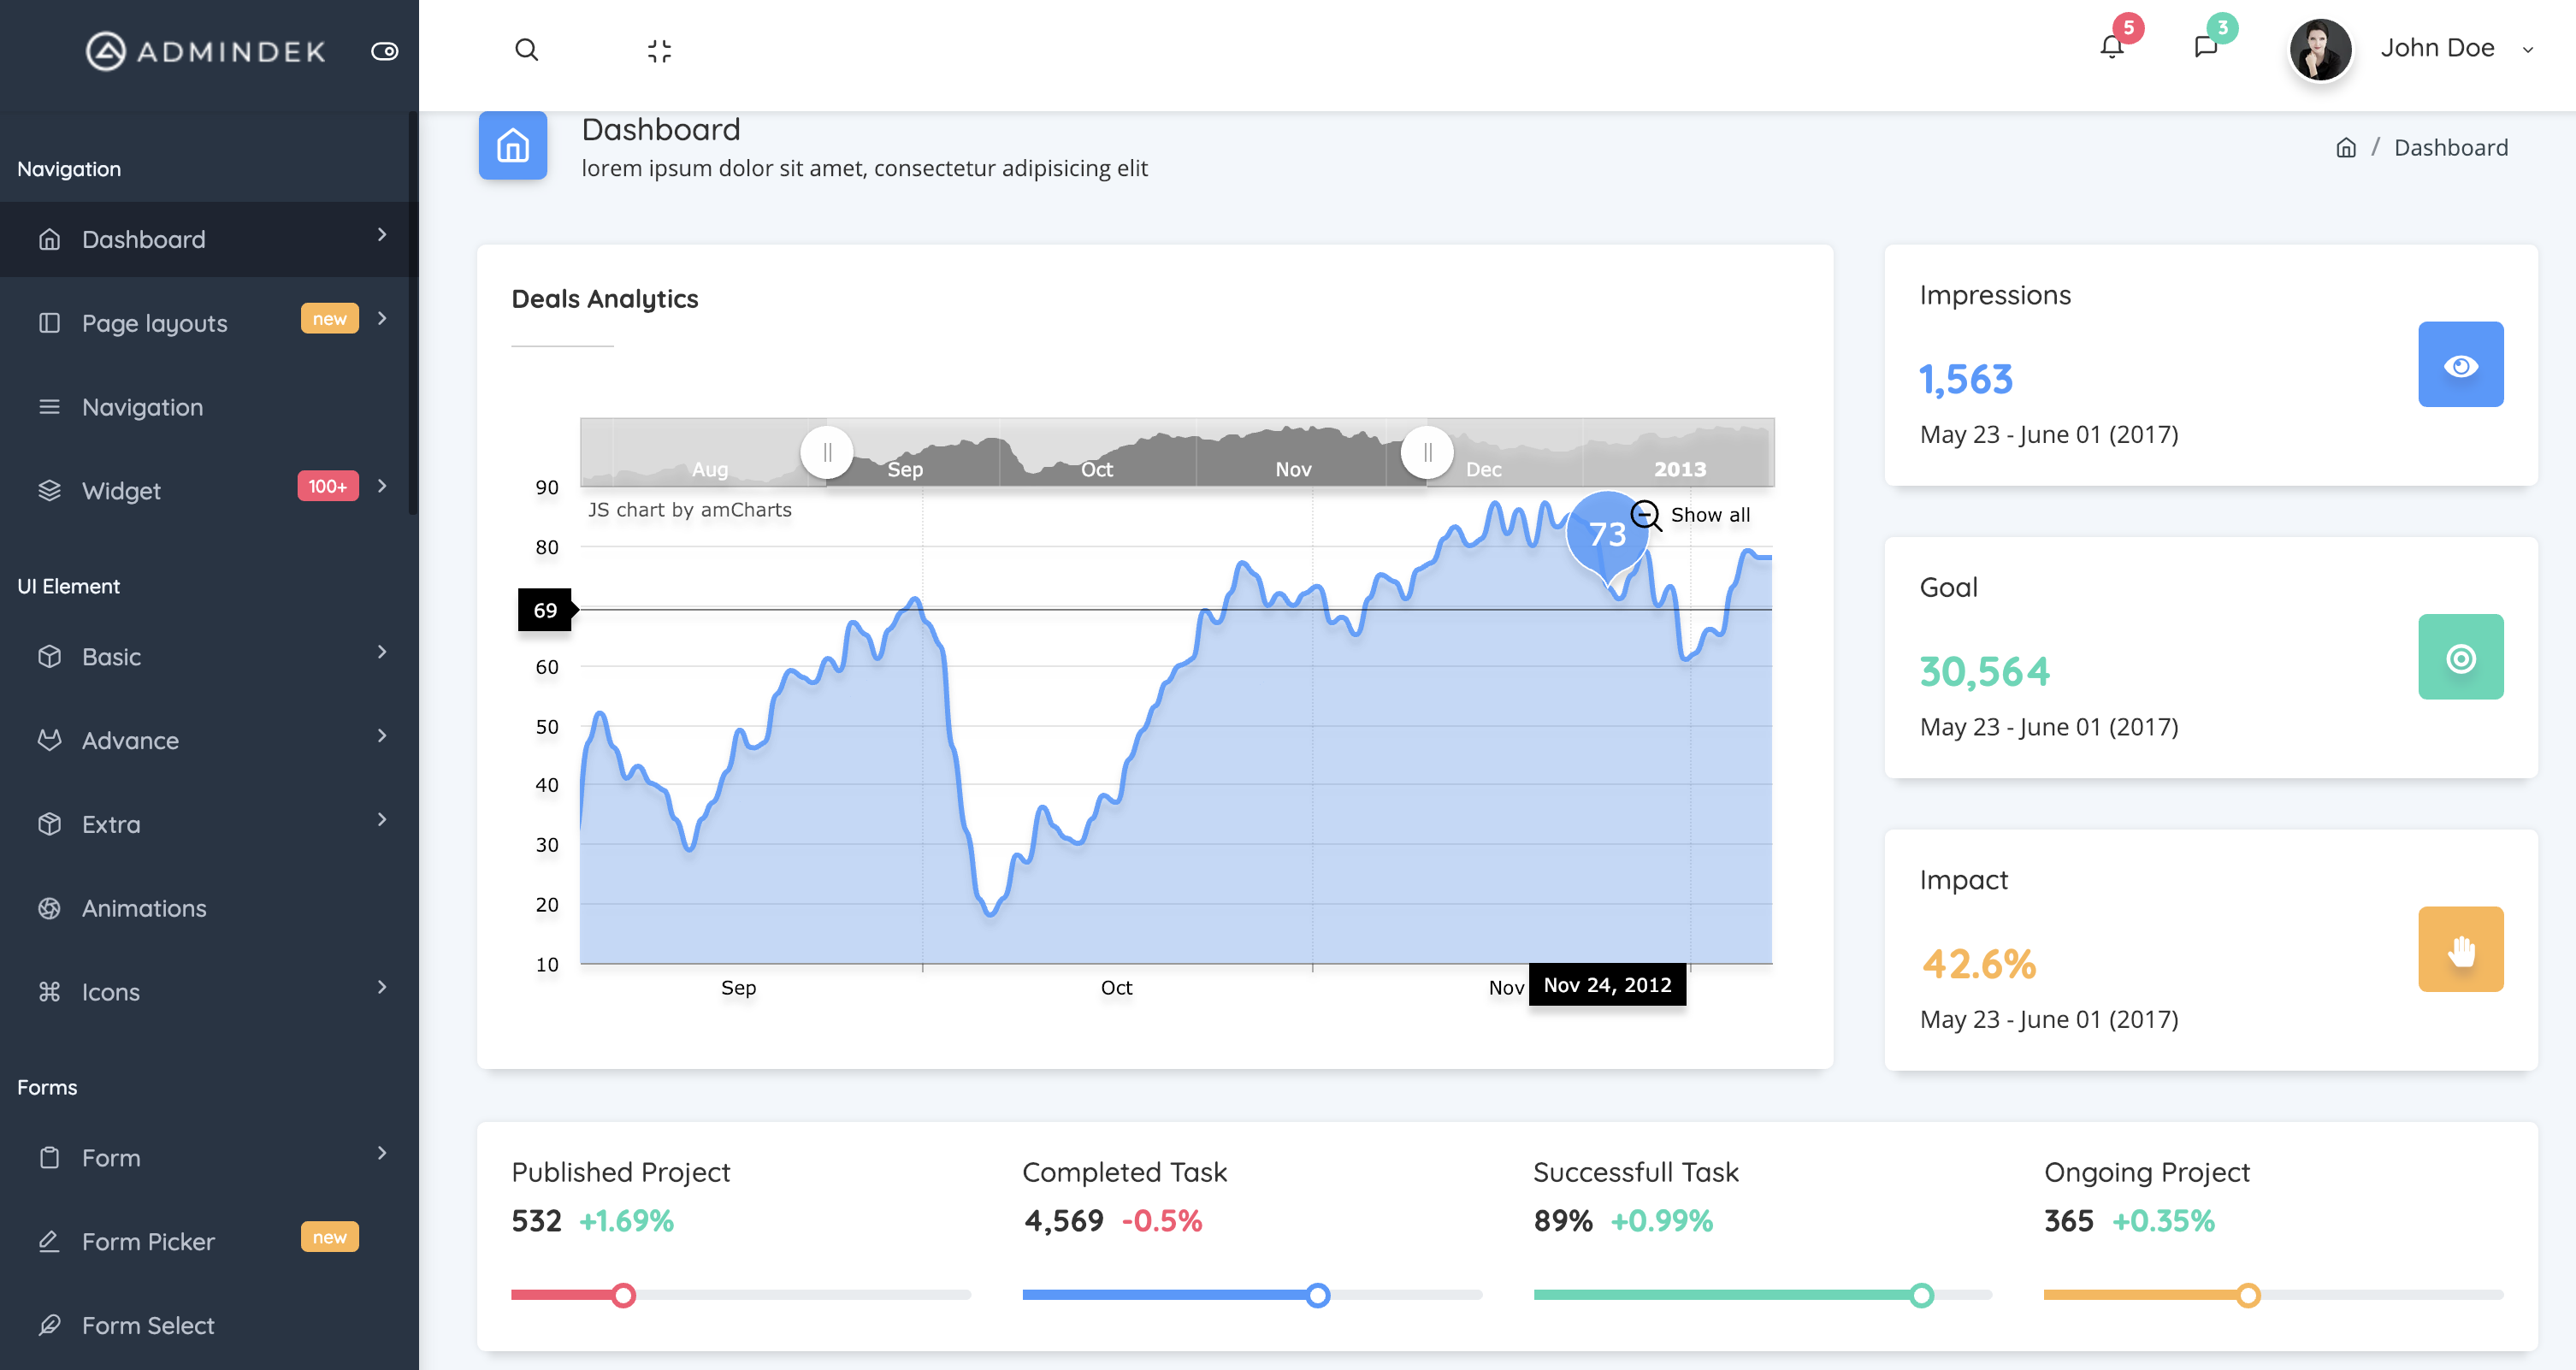 ADMINDEK
5
3
John Doe
Navigation
Dashboard
Page layouts new
Navigation
Widget 100+
UI Element
Basic
Advance
Extra
Animations
Icons
Forms
Form
Form Picker new
Form Select
Dashboard
lorem ipsum dolor sit amet, consectetur adipisicing elit
/ Dashboard
Deals Analytics
Aug Sep Oct Nov Dec 2013
JS chart by amCharts
73
Show all
90
80
69
60
50
40
30
20
10
Sep Oct Nov Nov 24, 2012
Impressions
1,563
May 23 - June 01 (2017)
Goal
30,564
May 23 - June 01 (2017)
Impact
42.6%
May 23 - June 01 (2017)
Published Project
532 +1.69%
Completed Task
4,569 -0.5%
Successfull Task
89% +0.99%
Ongoing Project
365 +0.35%